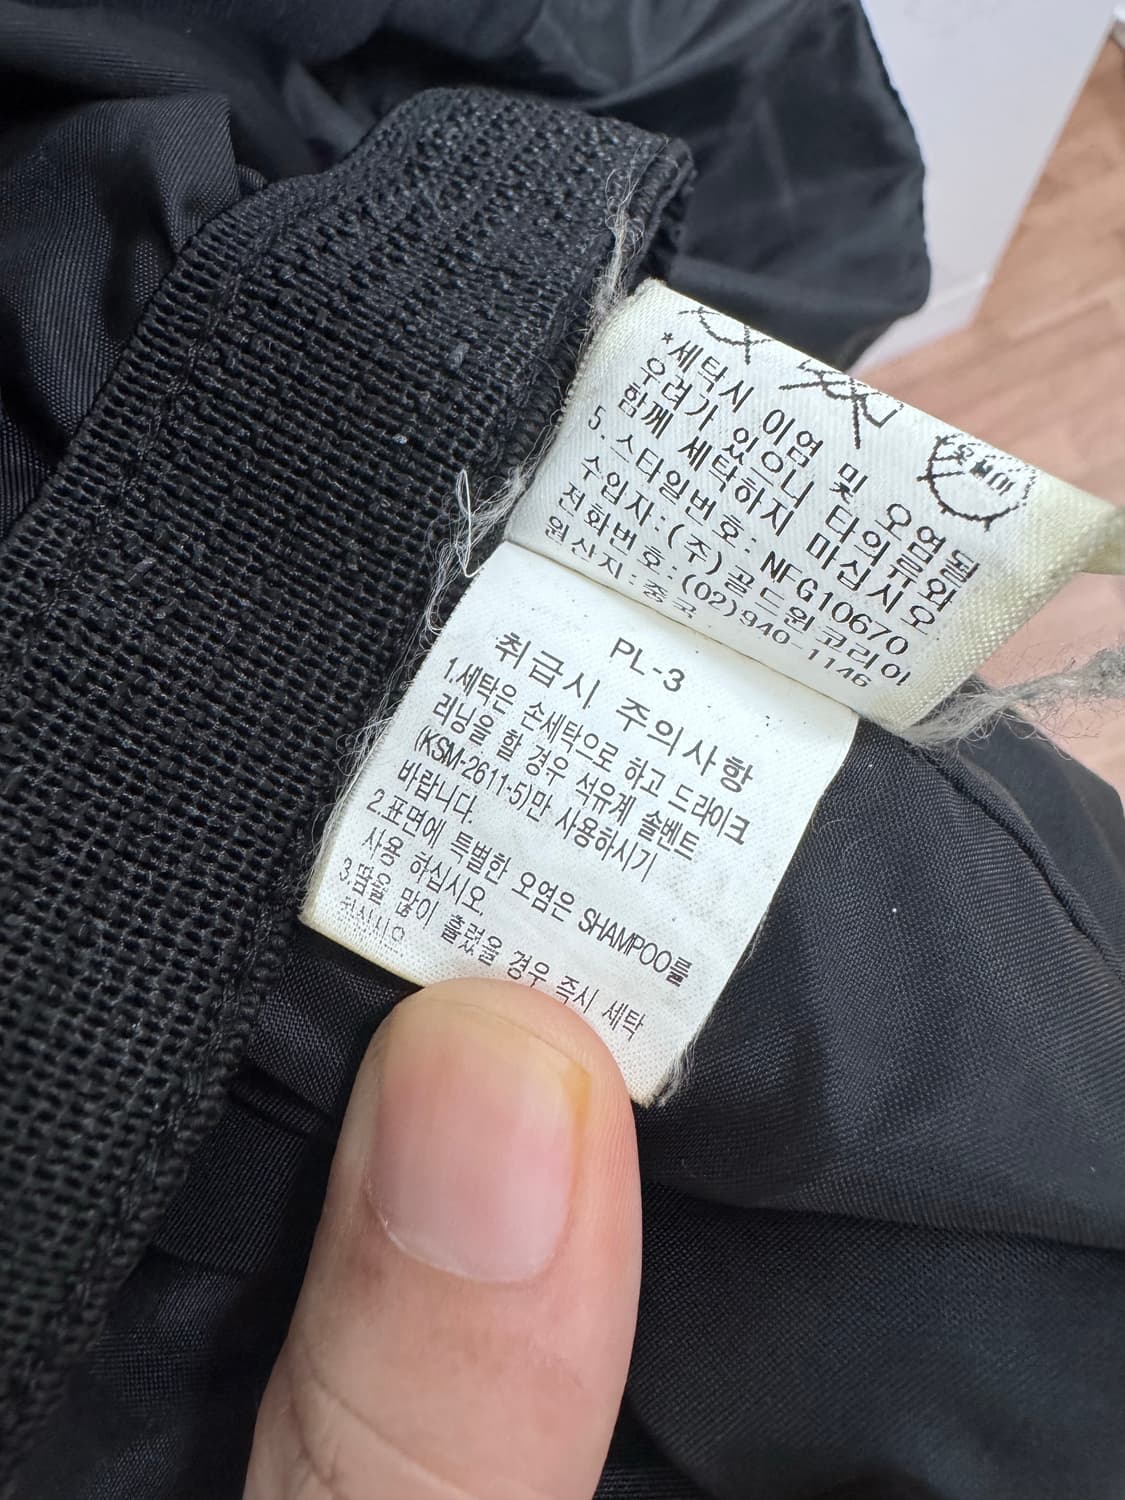 *세탁시 이염 및 오염될
우려가 있으니 타의류와
함께 세탁하지 마십시오
5. 스타일번호: NFG10670
수입자:(주)골드윈코리아
전화번호:(02)940-1146
원산지:중국
PL-3
취급시 주의사항
1.세탁은 손세탁으로 하고 드라이크
리닝을 할 경우 석유계 솔벤트
(KSM-2611-5)만 사용하시기
바랍니다.
2.표면에 특별한 오염은 SHAMPOO를
사용 하십시오.
3.땀을 많이 흘렸을 경우 즉시 세탁
하십시오